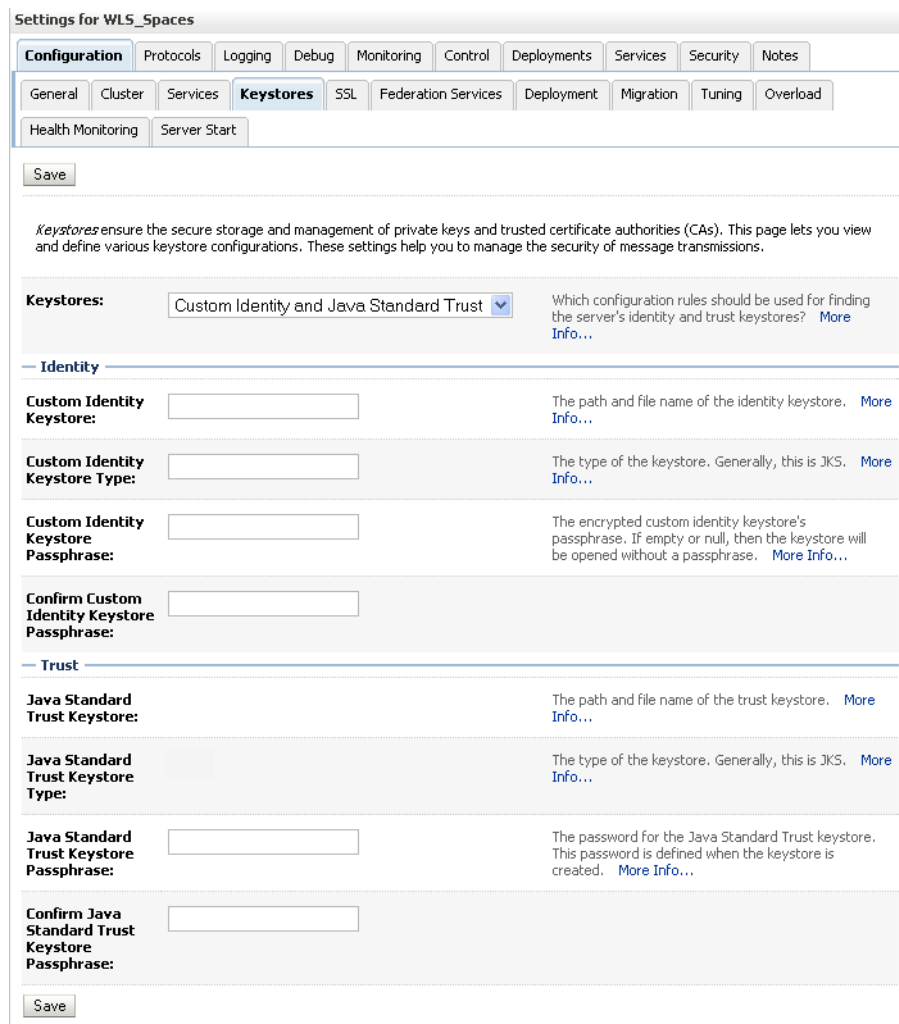 Settings for WLS_Spaces
Configuration Protocols Logging Debug Monitoring Control Deployments Services Security Notes
General Cluster Services Keystores SSL Federation Services Deployment Migration Tuning Overload
Health Monitoring Server Start
Save
Keystores ensure the secure storage and management of private keys and trusted certificate authorities (CAs). This page lets you view
and define various keystore configurations. These settings help you to manage the security of message transmissions.
Keystores:
Custom Identity and Java Standard Trust
Which configuration rules should be used for finding
the server's identity and trust keystores? More
Info...
Identity
Custom Identity
Keystore:
The path and file name of the identity keystore. More
Info...
Custom Identity
Keystore Type:
The type of the keystore. Generally, this is JKS. More
Info...
Custom Identity
Keystore
Passphrase:
The encrypted custom identity keystore's
passphrase. If empty or null, then the keystore will
be opened without a passphrase. More Info...
Confirm Custom
Identity Keystore
Passphrase:
Trust
Java Standard
Trust Keystore:
The path and file name of the trust keystore. More
Info...
Java Standard
Trust Keystore
Type:
The type of the keystore. Generally, this is JKS. More
Info...
Java Standard
Trust Keystore
Passphrase:
The password for the Java Standard Trust keystore.
This password is defined when the keystore is
created. More Info...
Confirm Java
Standard Trust
Keystore
Passphrase:
Save